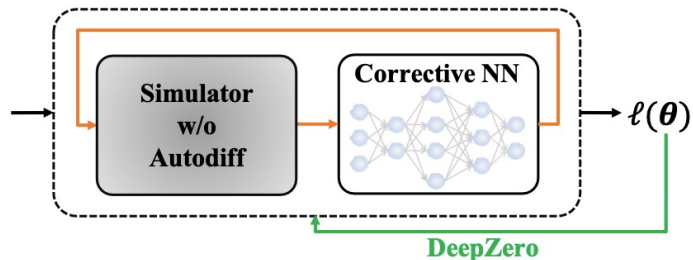 Simulator
w/o
Autodiff
Corrective NN
ℓ(θ)
DeepZero